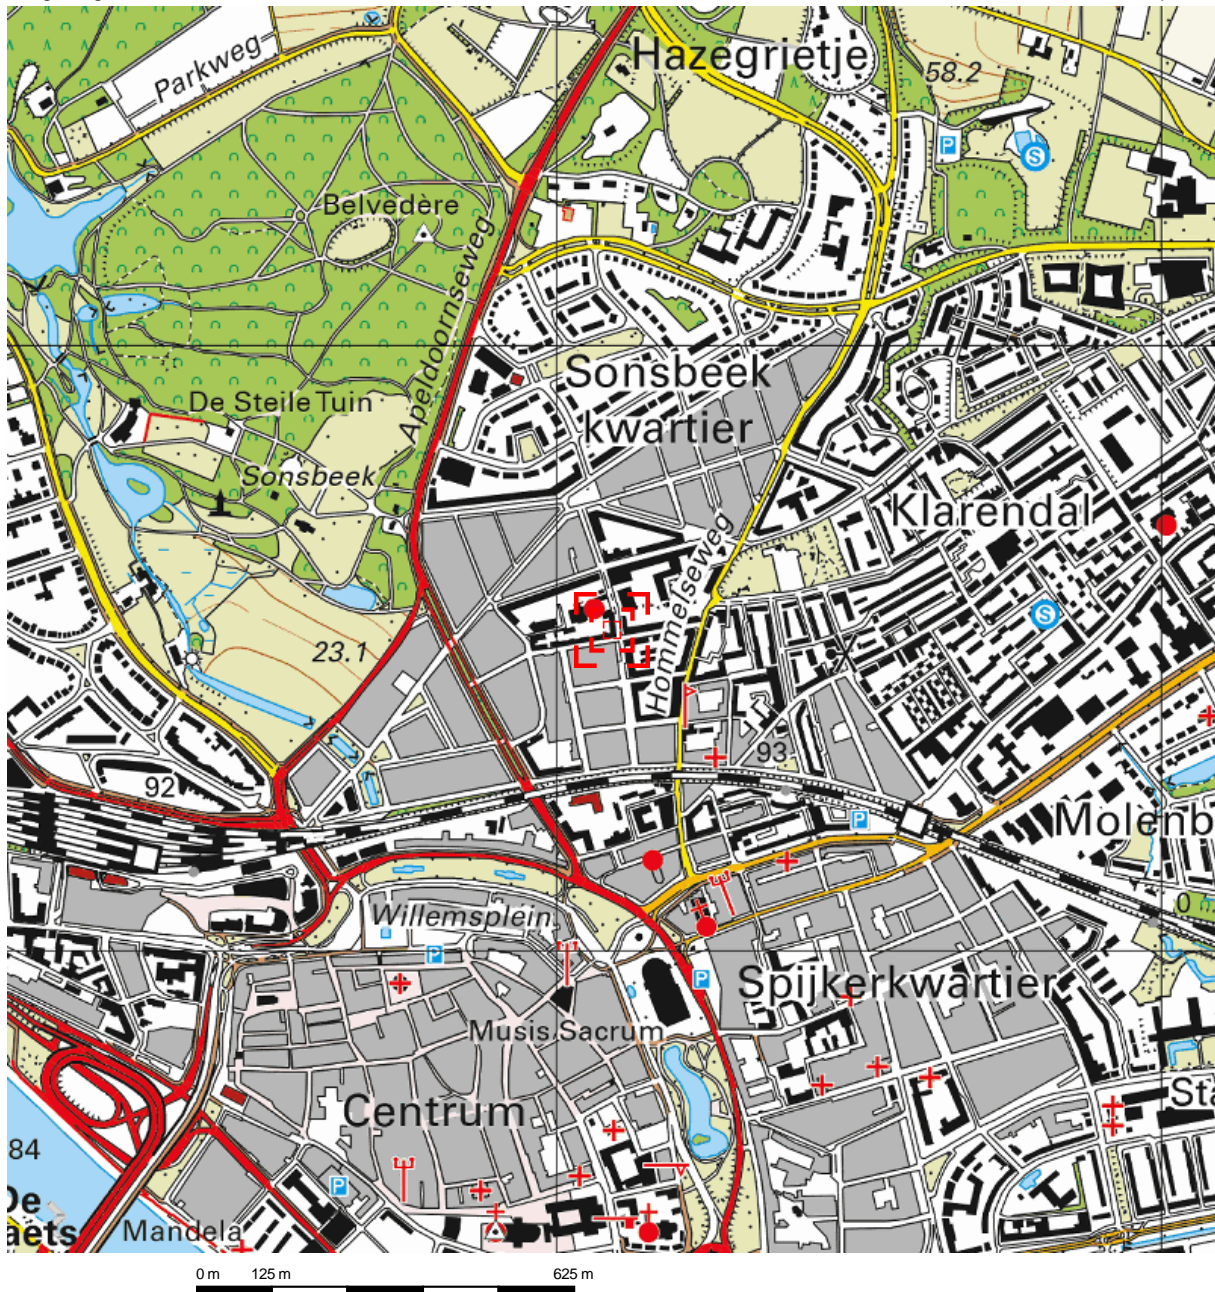 Hazegrietje
58.2
Parkweg
P
S
Belvedère
Apeldoornseweg
Sonsbeek
kwartier
De Steile Tuin
Sonsbeek
Klarendal
Hommelseweg
S
23.1
93
92
P
Molenb
0
Willemsplein
P
P
Spijkerkwartier
Musis Sacrum
Centrum
Sta
84
P
De
aets
Mandela
0 m
125 m
625 m